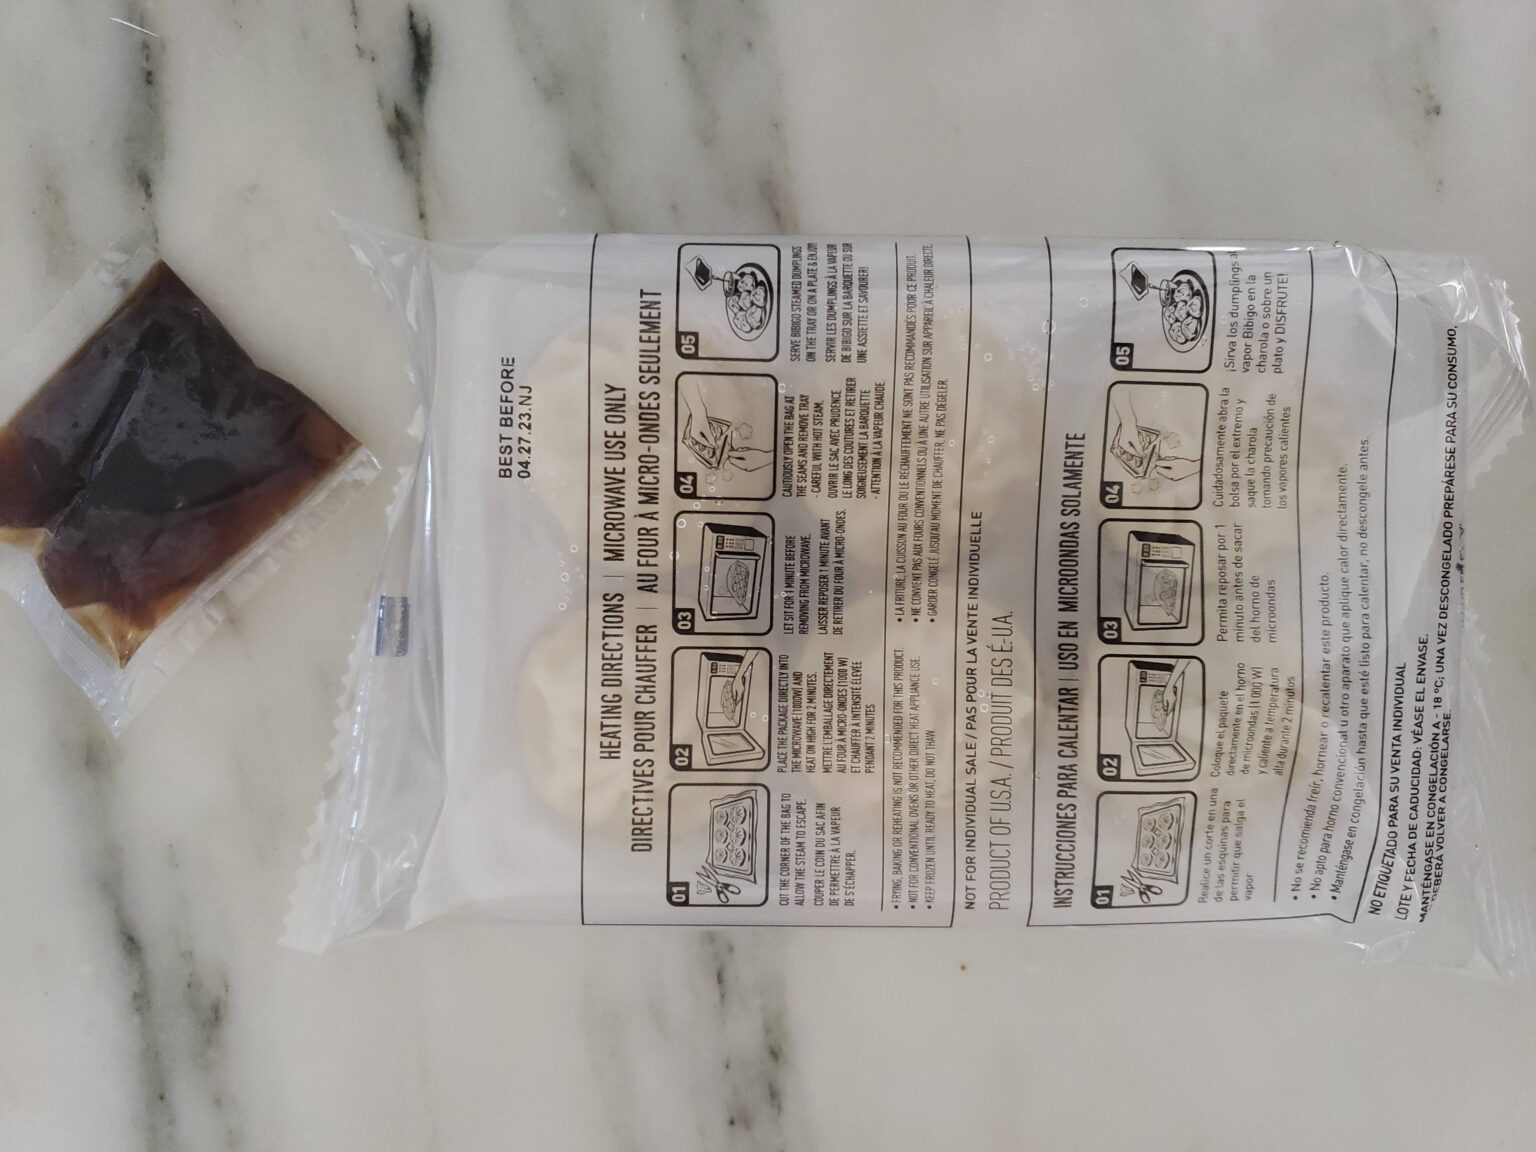 BEST BEFORE
04.27.23.NJ
HEATING DIRECTIONS | MICROWAVE USE ONLY
DIRECTIVES POUR CHAUFFER | AU FOUR À MICRO-ONDES SEULEMENT
01
CUT THE CORNER OF THE BAG TO
ALLOW THE STEAM TO ESCAPE.
COUPER LE COIN DU SAC AFIN
DE PERMETTRE À LA VAPEUR
DE S'ÉCHAPPER.
02
PLACE THE PACKAGE DIRECTLY INTO
THE MICROWAVE (1000W) AND
HEAT ON HIGH FOR 2 MINUTES.
METTRE L'EMBALLAGE DIRECTEMENT
AU FOUR À MICRO-ONDES (1000 W)
ET CHAUFFER À INTENSITÉ ÉLEVÉE
PENDANT 2 MINUTES
03
LET SIT FOR 1 MINUTE BEFORE
REMOVING FROM MICROWAVE.
LAISSER REPOSER 1 MINUTE AVANT
DE RETIRER DU FOUR À MICRO-ONDES.
04
CAUTIOUSLY OPEN THE BAG AT
THE SEAMS AND REMOVE TRAY
- CAREFUL WITH HOT STEAM.
OUVRIR LE SAC AVEC PRUDENCE
LE LONG DES COUTURES ET RETIRER
SOIGNEUSEMENT LA BARQUETTE
- ATTENTION À LA VAPEUR CHAUDE.
05
SERVE BIBIGO STEAMED DUMPLINGS
ON THE TRAY OR ON A PLATE & ENJOY!
SERVIR LES DUMPLINGS À LA VAPEUR
DE BIBIGO SUR LA BARQUETTE OU SUR
UNE ASSIETTE ET SAVOURER!
• FRYING, BAKING OR REHEATING IS NOT RECOMMENDED FOR THIS PRODUCT.
• NOT FOR CONVENTIONAL OVENS OR OTHER DIRECT HEAT APPLIANCE USE.
• KEEP FROZEN UNTIL READY TO HEAT, DO NOT THAW.
• LA FRITURE, LA CUISSON AU FOUR OU LE RÉCHAUFFEMENT NE SONT PAS RECOMMANDÉS POUR CE PRODUIT.
• NE CONVIENT PAS AUX FOURS CONVENTIONNELS OU À UNE AUTRE UTILISATION SUR APPAREIL À CHALEUR DIRECTE.
• GARDER CONGELÉ JUSQU'AU MOMENT DE CHAUFFER, NE PAS DÉGELER.
NOT FOR INDIVIDUAL SALE / PAS POUR LA VENTE INDIVIDUELLE
PRODUCT OF U.S.A. / PRODUIT DES É.-U.A.
INSTRUCCIONES PARA CALENTAR | USO EN MICROONDAS SOLAMENTE
01
Realice un corte en una
de las esquinas para
permitir que salga el
vapor
02
Coloque el paquete
directamente en el horno
de microondas (1 000 W)
y caliente a temperatura
alta durante 2 minutos
03
Permita reposar por 1
minuto antes de sacar
del horno de
microondas
04
Cuidadosamente abra la
bolsa por el extremo y
saque la charola
tomando precaución de
los vapores calientes
05
¡Sirva los dumplings al
vapor Bibigo en la
charola o sobre un
plato y DISFRUTE!
• No se recomienda freír, hornear o recalentar este producto.
• No apto para horno convencional u otro aparato que aplique calor directamente.
• Manténgase en congelación hasta que esté listo para calentar, no descongele antes.
NO ETIQUETADO PARA SU VENTA INDIVIDUAL
LOTE Y FECHA DE CADUCIDAD: VÉASE EL ENVASE.
MANTÉNGASE EN CONGELACIÓN A - 18 ºC; UNA VEZ DESCONGELADO PREPÁRESE PARA SU CONSUMO,
DEBERÁ VOLVER A CONGELARSE.